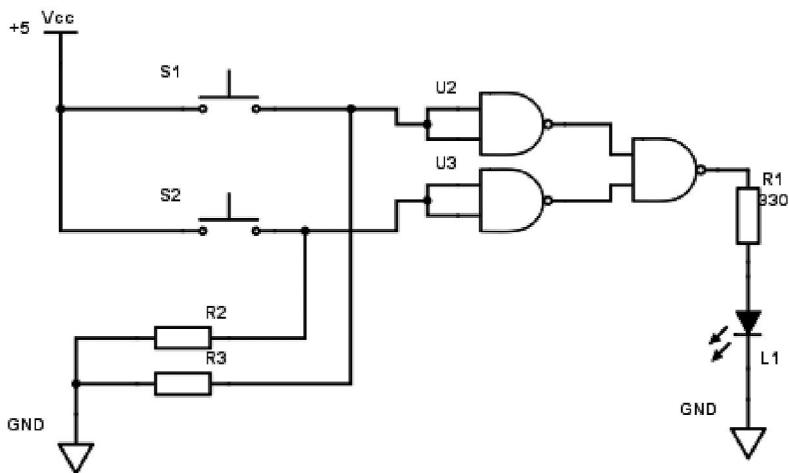 Vcc
+5
S1
U2
U3
S2
R1
330
R2
R3
L1
GND
GND